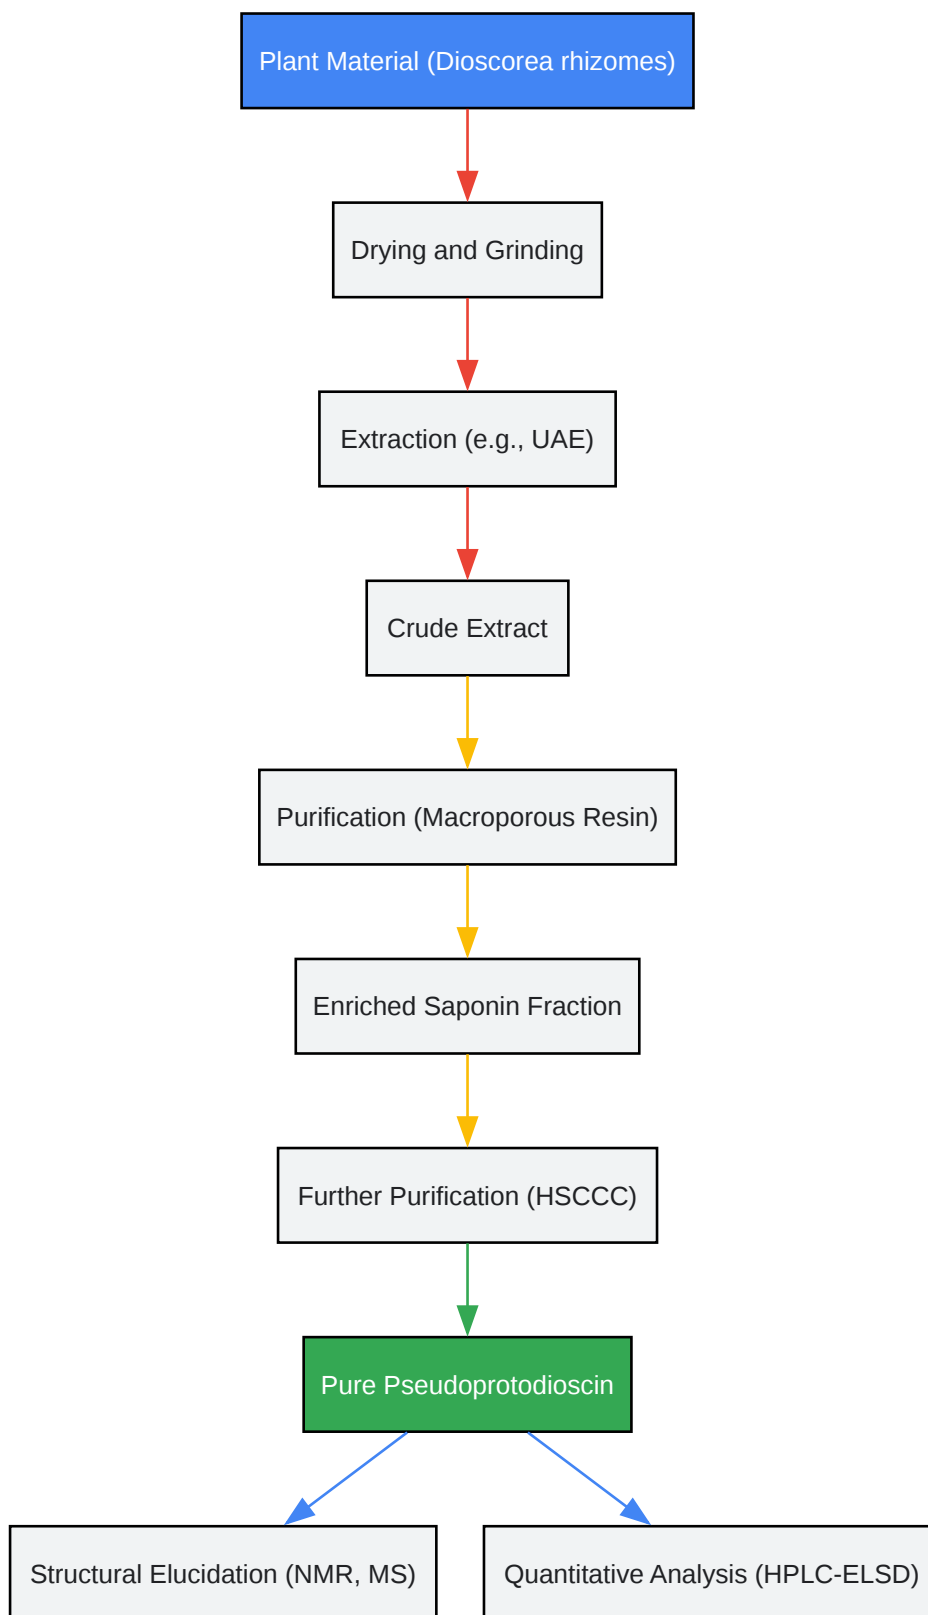 Plant Material (Dioscorea rhizomes)
Drying and Grinding
Extraction (e.g., UAE)
Crude Extract
Purification (Macroporous Resin)
Enriched Saponin Fraction
Further Purification (HSCCC)
Pure Pseudoprotodioscin
Structural Elucidation (NMR, MS)
Quantitative Analysis (HPLC-ELSD)